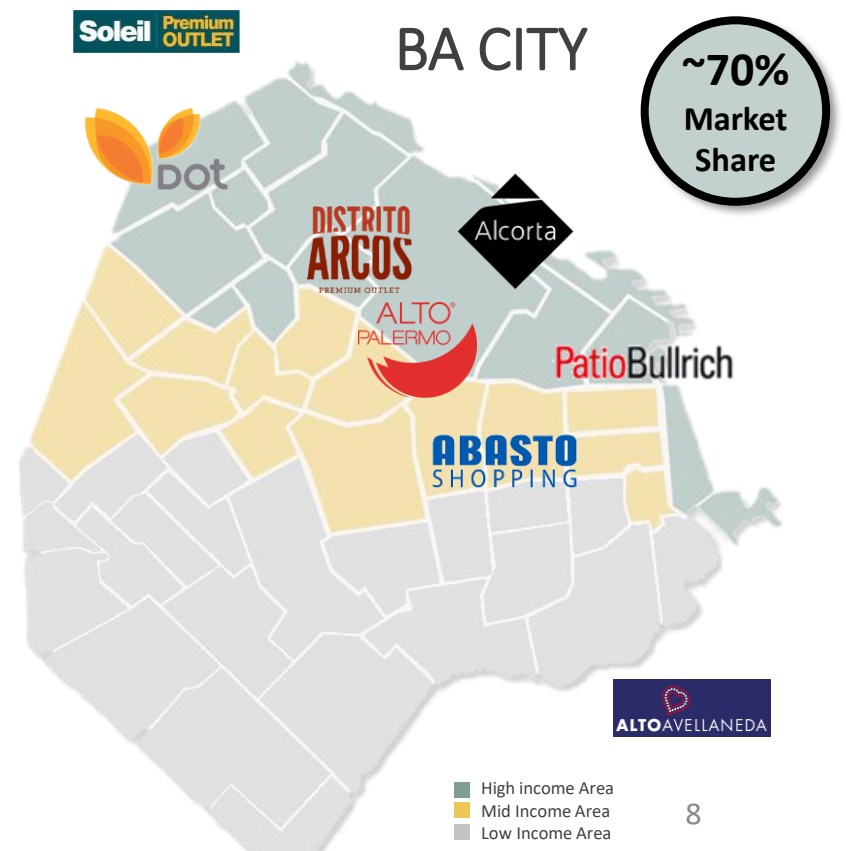 Soleil Premium
OUTLET
BA CITY
~70%
Market
Share
DOT
DISTRITO
ARCOS
PREMIUM OUTLET
Alcorta
ALTO®
PALERMO
PatioBullrich
ABASTO
SHOPPING
ALTOAVELLANEDA
High income Area
Mid Income Area
Low Income Area
8